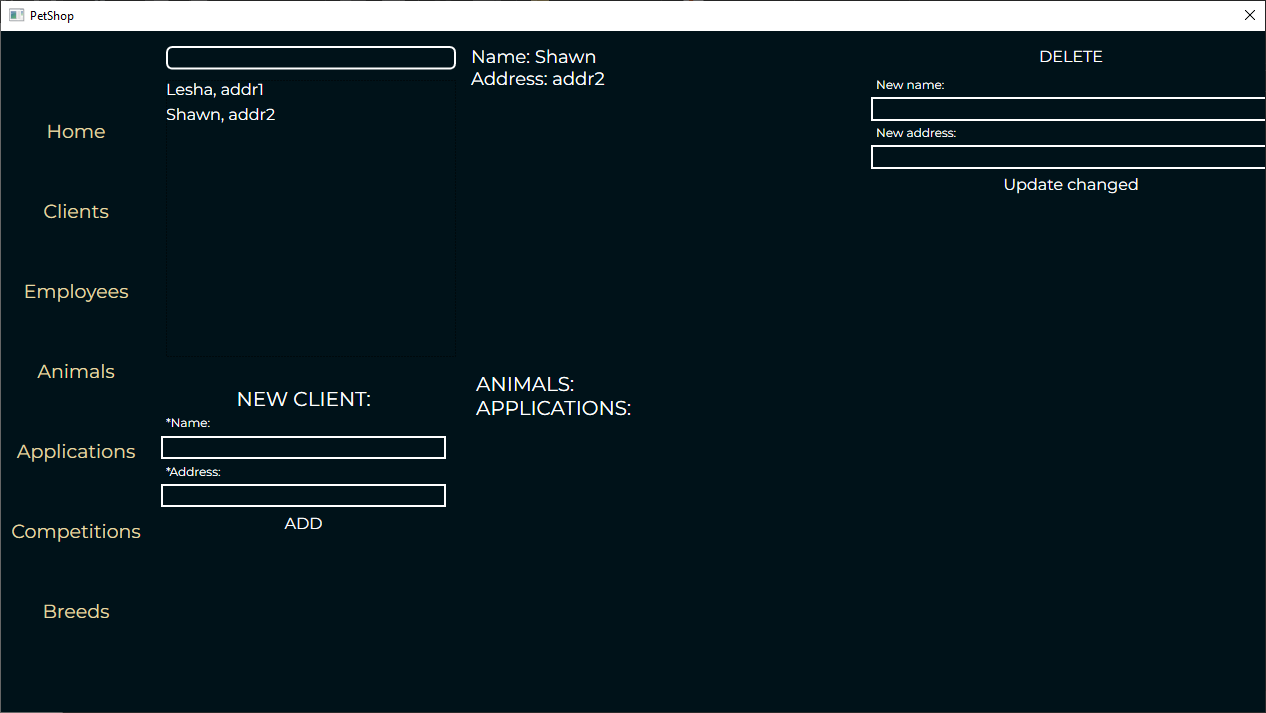 PetShop
Home
Clients
Employees
Animals
Applications
Competitions
Breeds
Lesha, addr1
Shawn, addr2
NEW CLIENT:
*Name:
*Address:
ADD
Name: Shawn
Address: addr2
ANIMALS:
APPLICATIONS:
DELETE
New name:
New address:
Update changed